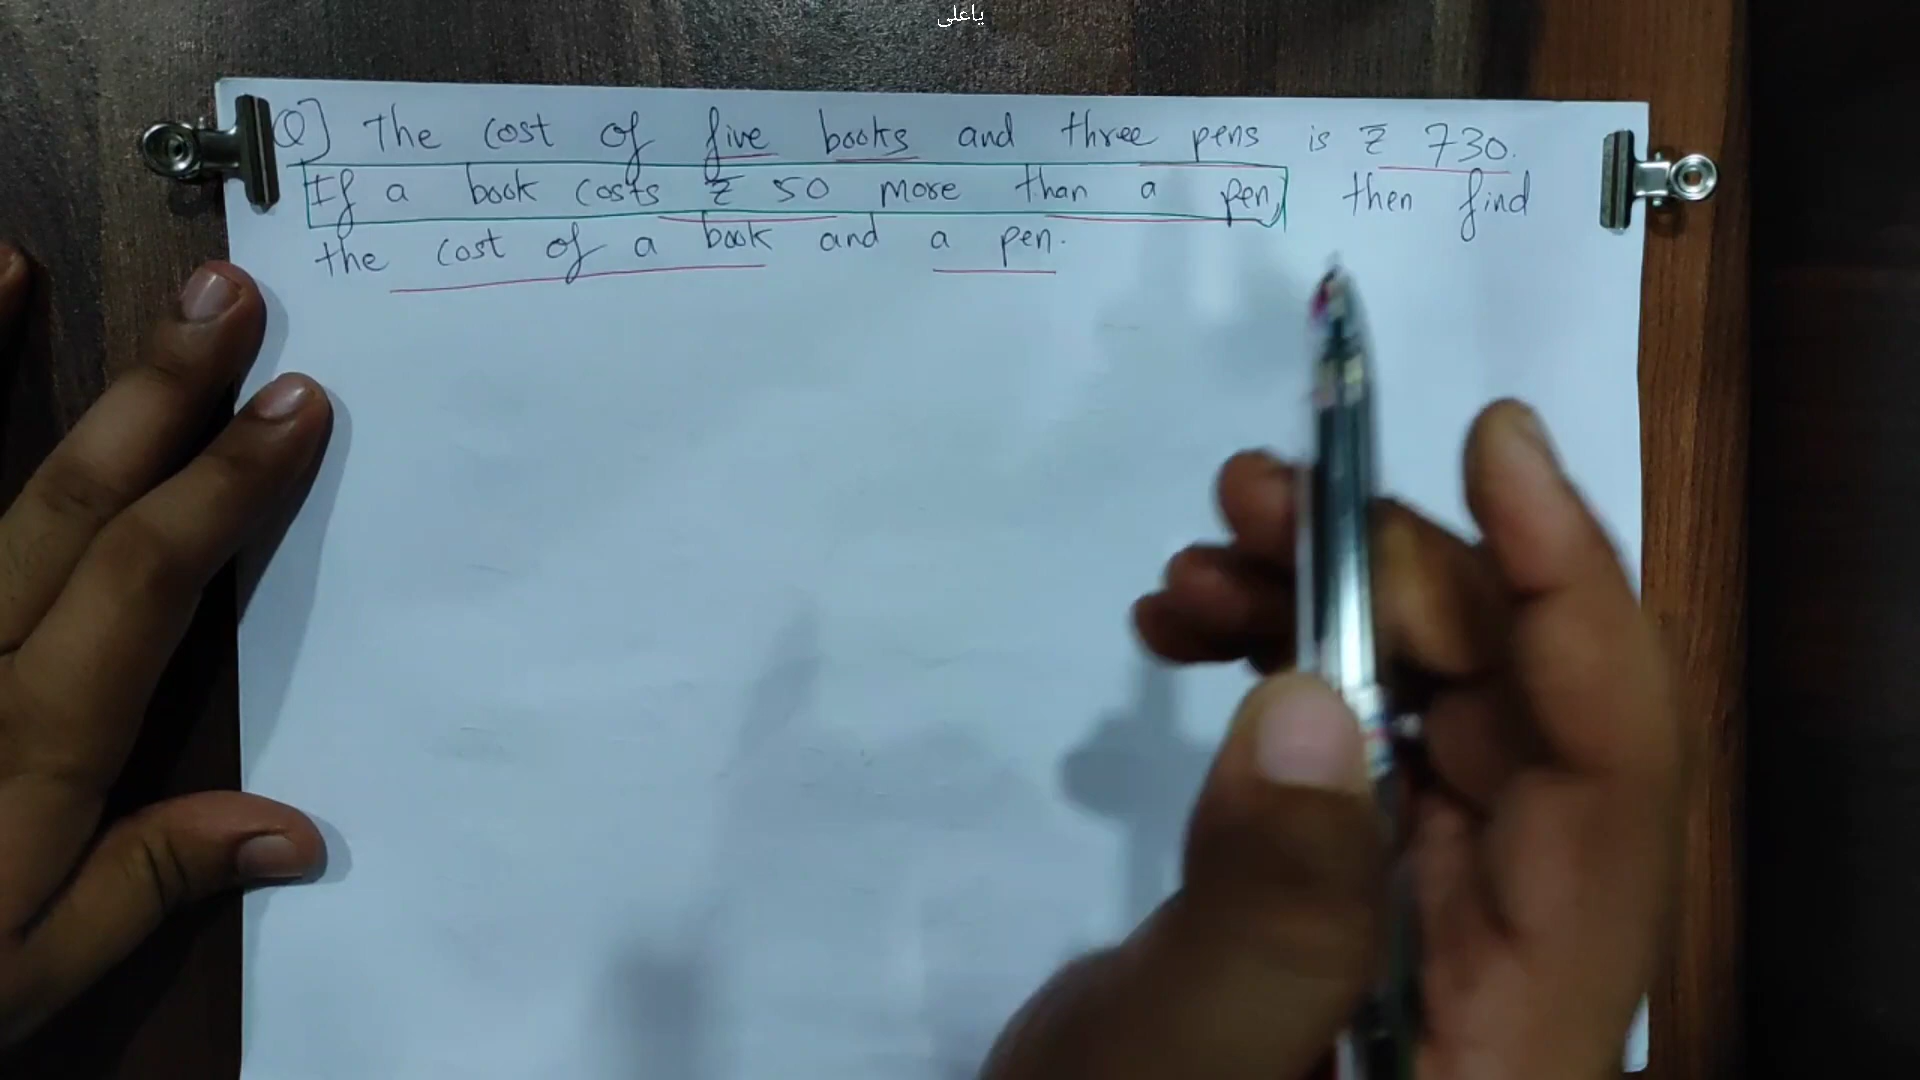 ياعلى
Q] The cost of five books and three pens is ₹ 730.
If a book costs ₹ 50 more than a pen, then find
the cost of a book and a pen.